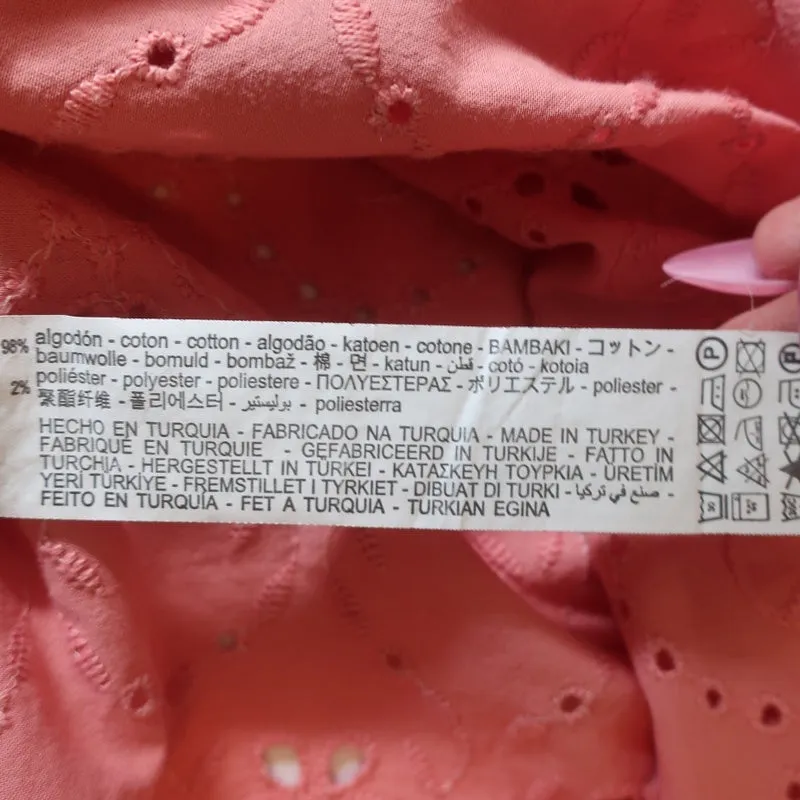 98% algodón - coton - cotton - algodão - katoen - cotone - BAMBAKI - コットン -
baumwolle - bomuld - bombaž - 棉 - 면 - katun - قطن - cotó - kotoia
2% poliéster - polyester - poliestere - ΠΟΛΥΕΣΤΕΡΑΣ - ポリエステル - poliester -
聚酯纤维 - 폴리에스터 - بوليستير - poliesterra
HECHO EN TURQUIA - FABRICADO NA TURQUIA - MADE IN TURKEY -
FABRIQUÉ EN TURQUIE - GEFABRICEERD IN TURKIJE - FATTO IN
TURCHIA - HERGESTELLT IN TÜRKEI - ΚΑΤΑΣΚΕΥΗ ΤΟΥΡΚΙΑ - ÜRETİM
YERİ TÜRKİYE - FREMSTILLET I TYRKIET - DIBUAT DI TURKI - صنع في تركيا -
FEITO EN TURQUÍA - FET A TURQUIA - TURKIAN EGINA
P